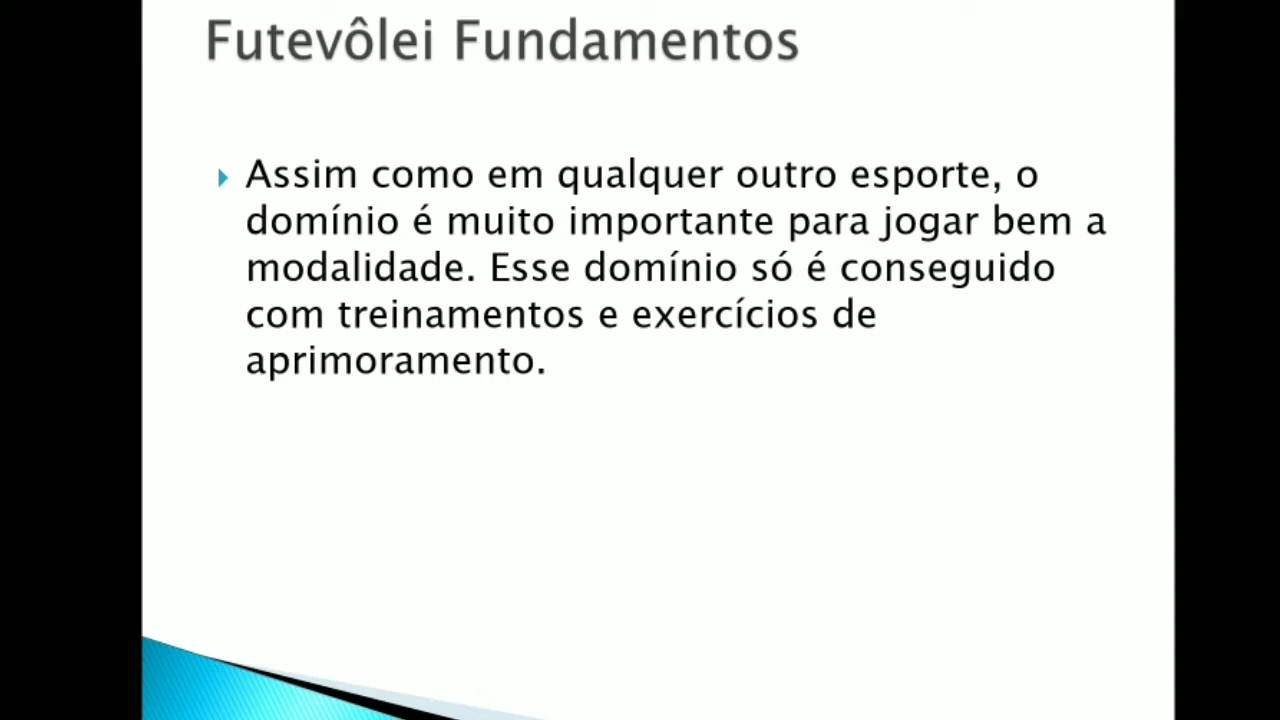 Futevôlei Fundamentos
Assim como em qualquer outro esporte, o
domínio é muito importante para jogar bem a
modalidade. Esse domínio só é conseguido
com treinamentos e exercícios de
aprimoramento.